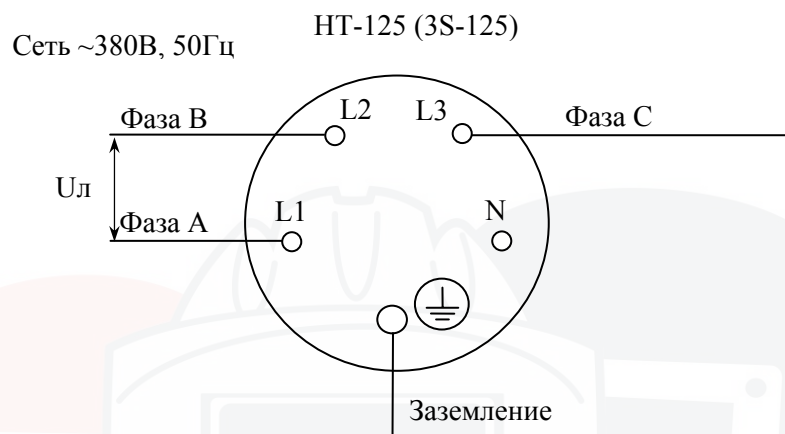 НТ-125 (3S-125)
Сеть ~380В, 50Гц
Фаза В
L2
L3
Фаза С
Uл
Фаза А
L1
N
Заземление